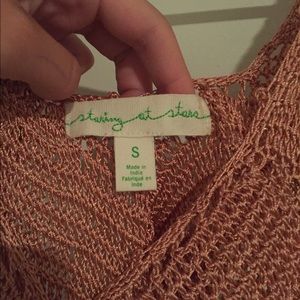 staring at stars
S
Made in
India
Fabriqué en
Inde